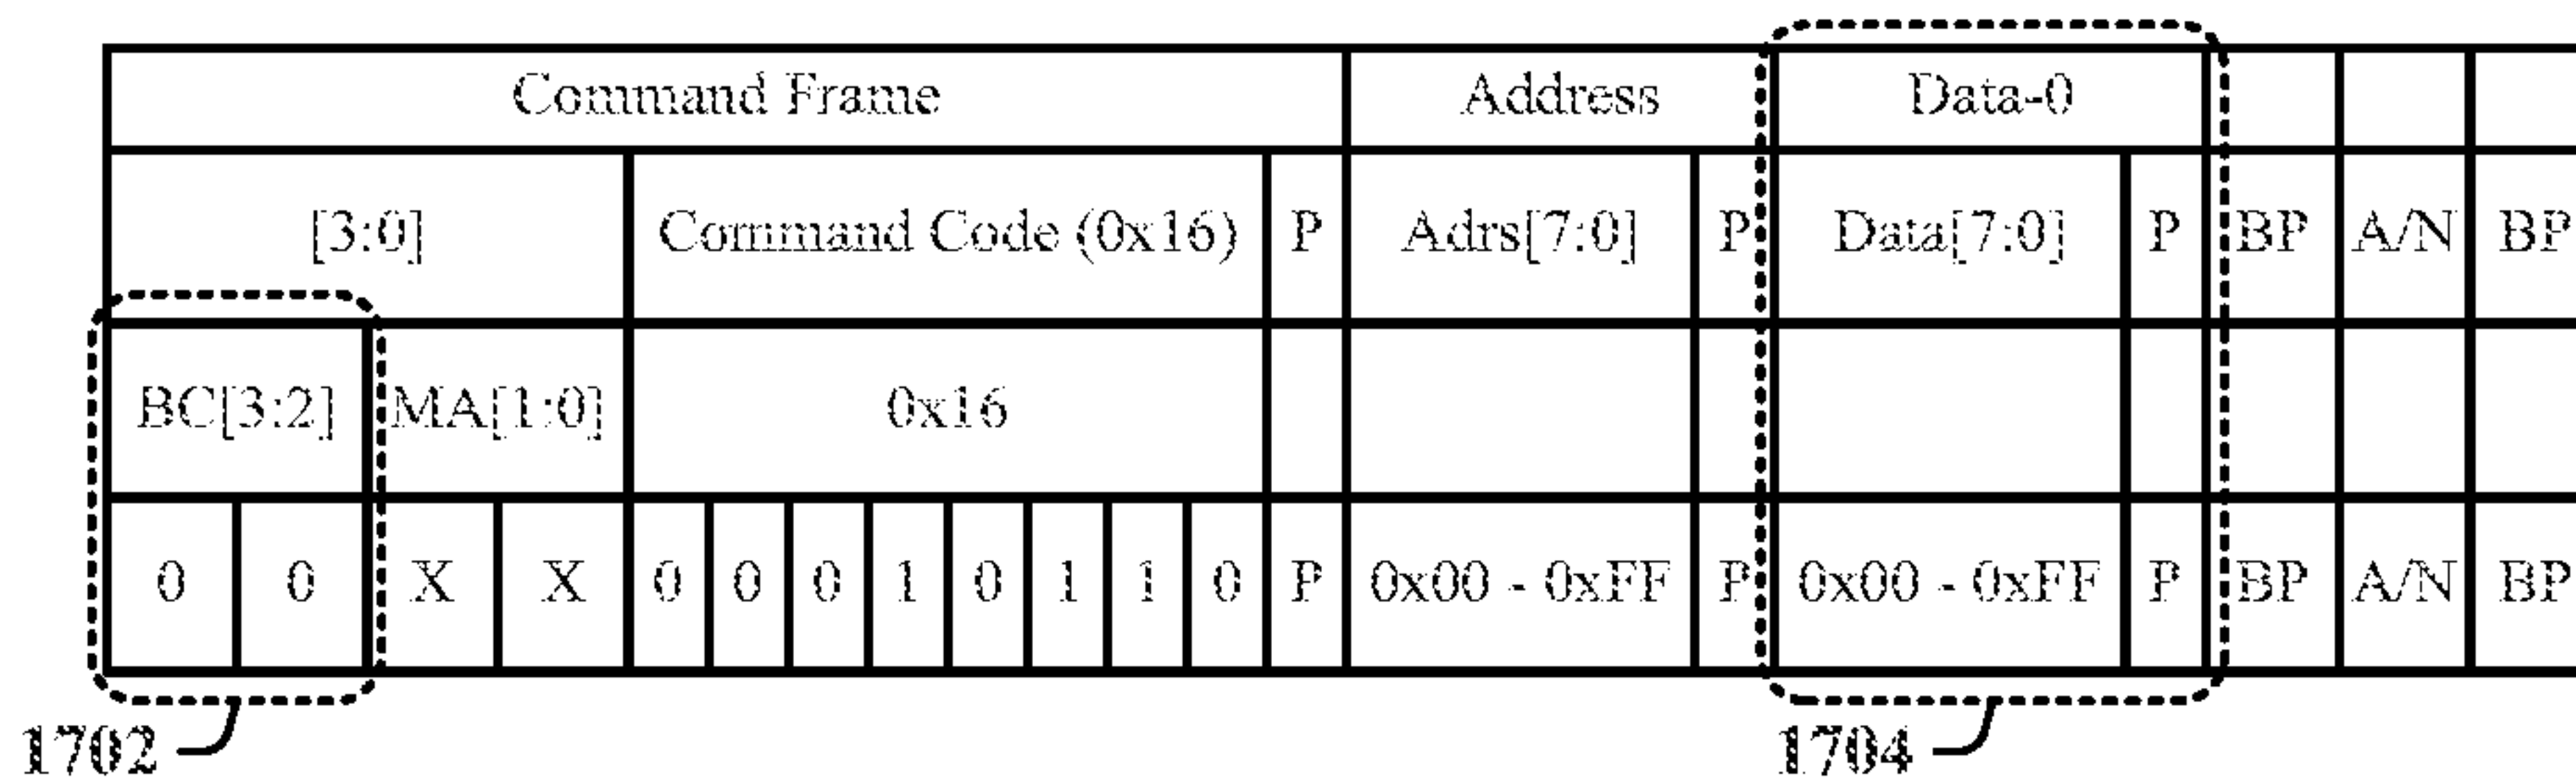 Command Frame Address Data-0
[3:0] Command Code (0x16) P Adrs[7:0] P Data[7:0] P BP A/N BP
BC[3:2] MA[1:0] 0x16
0 0 X X 0 0 0 1 0 1 1 0 P 0x00 - 0xFF P 0x00 - 0xFF P BP A/N BP
1702 1704